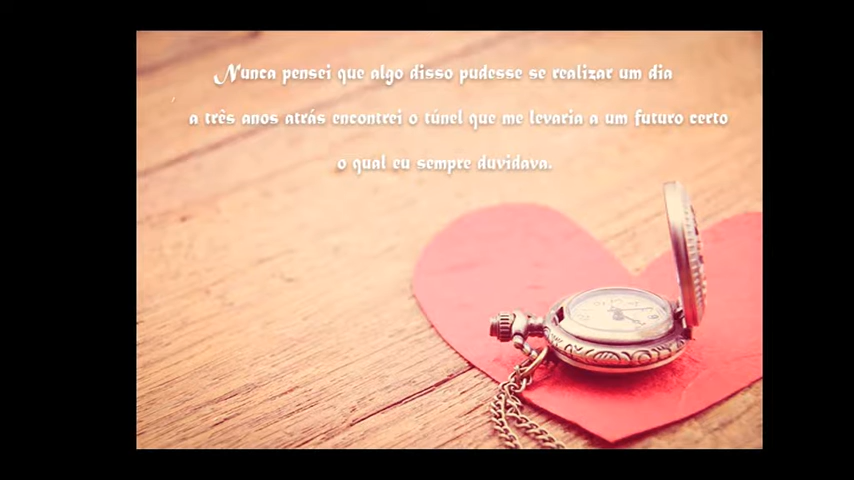 Nunca pensei que algo disso pudesse se realizar um dia
a três anos atrás encontrei o túnel que me levaria a um futuro certo
o qual eu sempre duvidava.